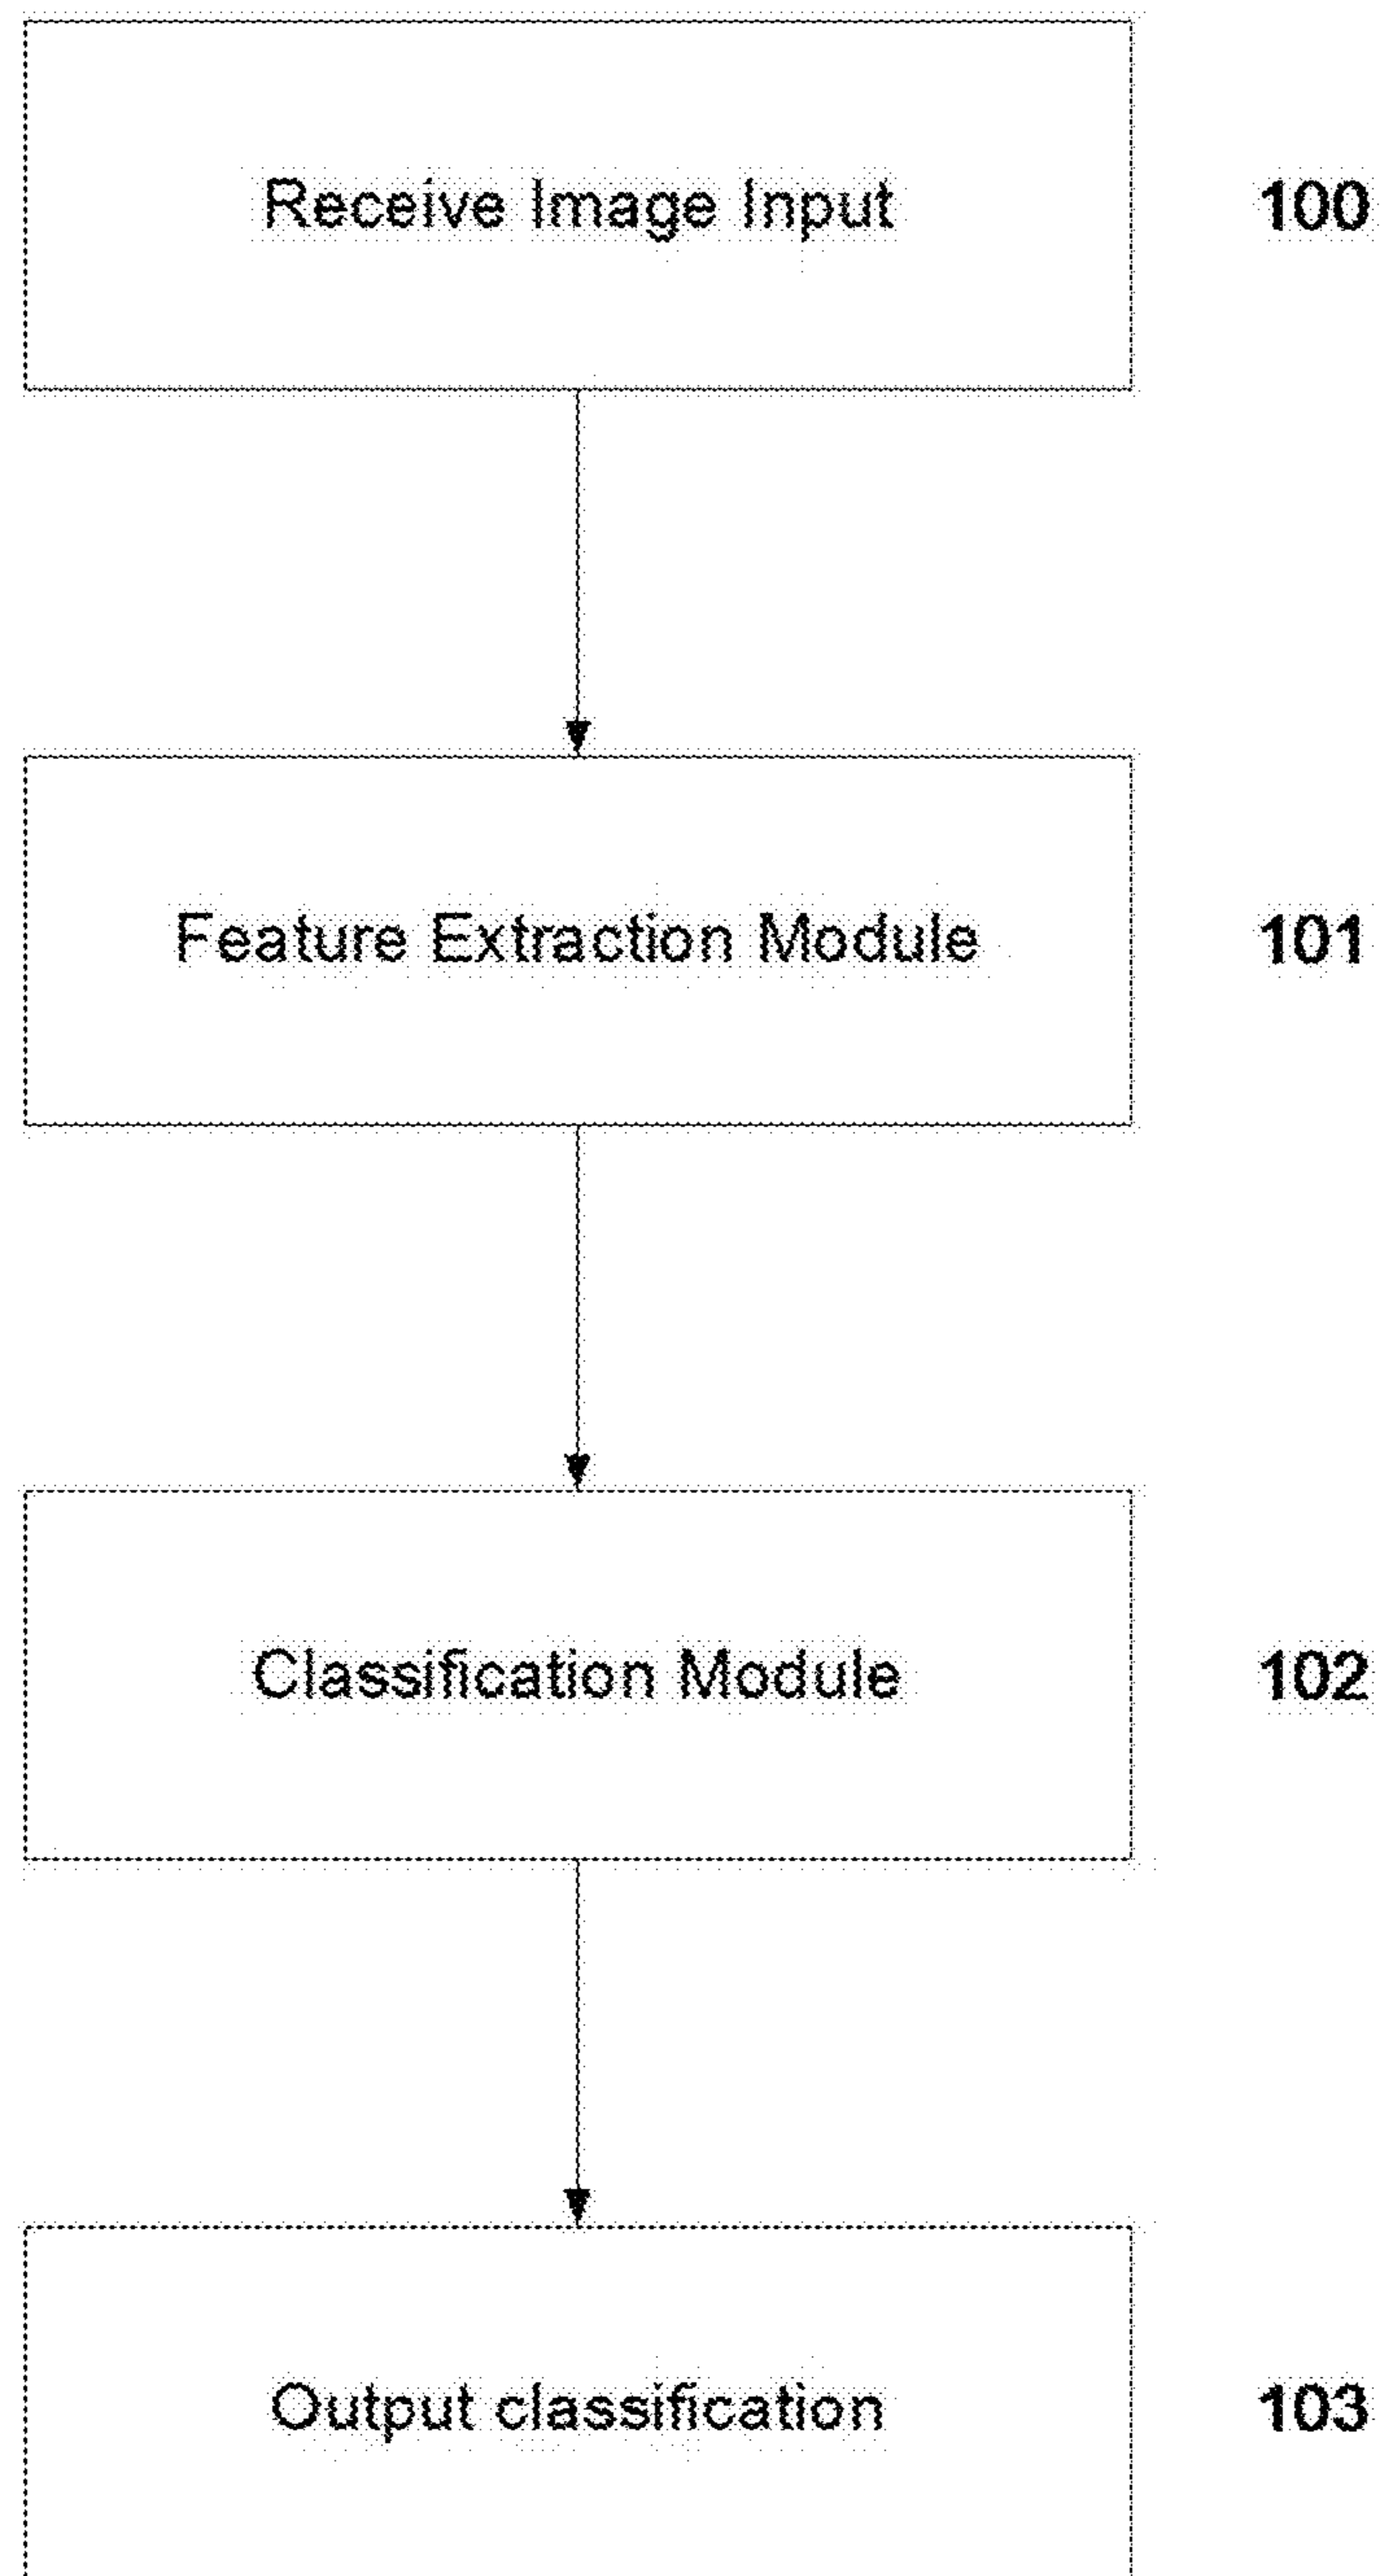 Receive Image Input 100
Feature Extraction Module 101
Classification Module 102
Output classification 103